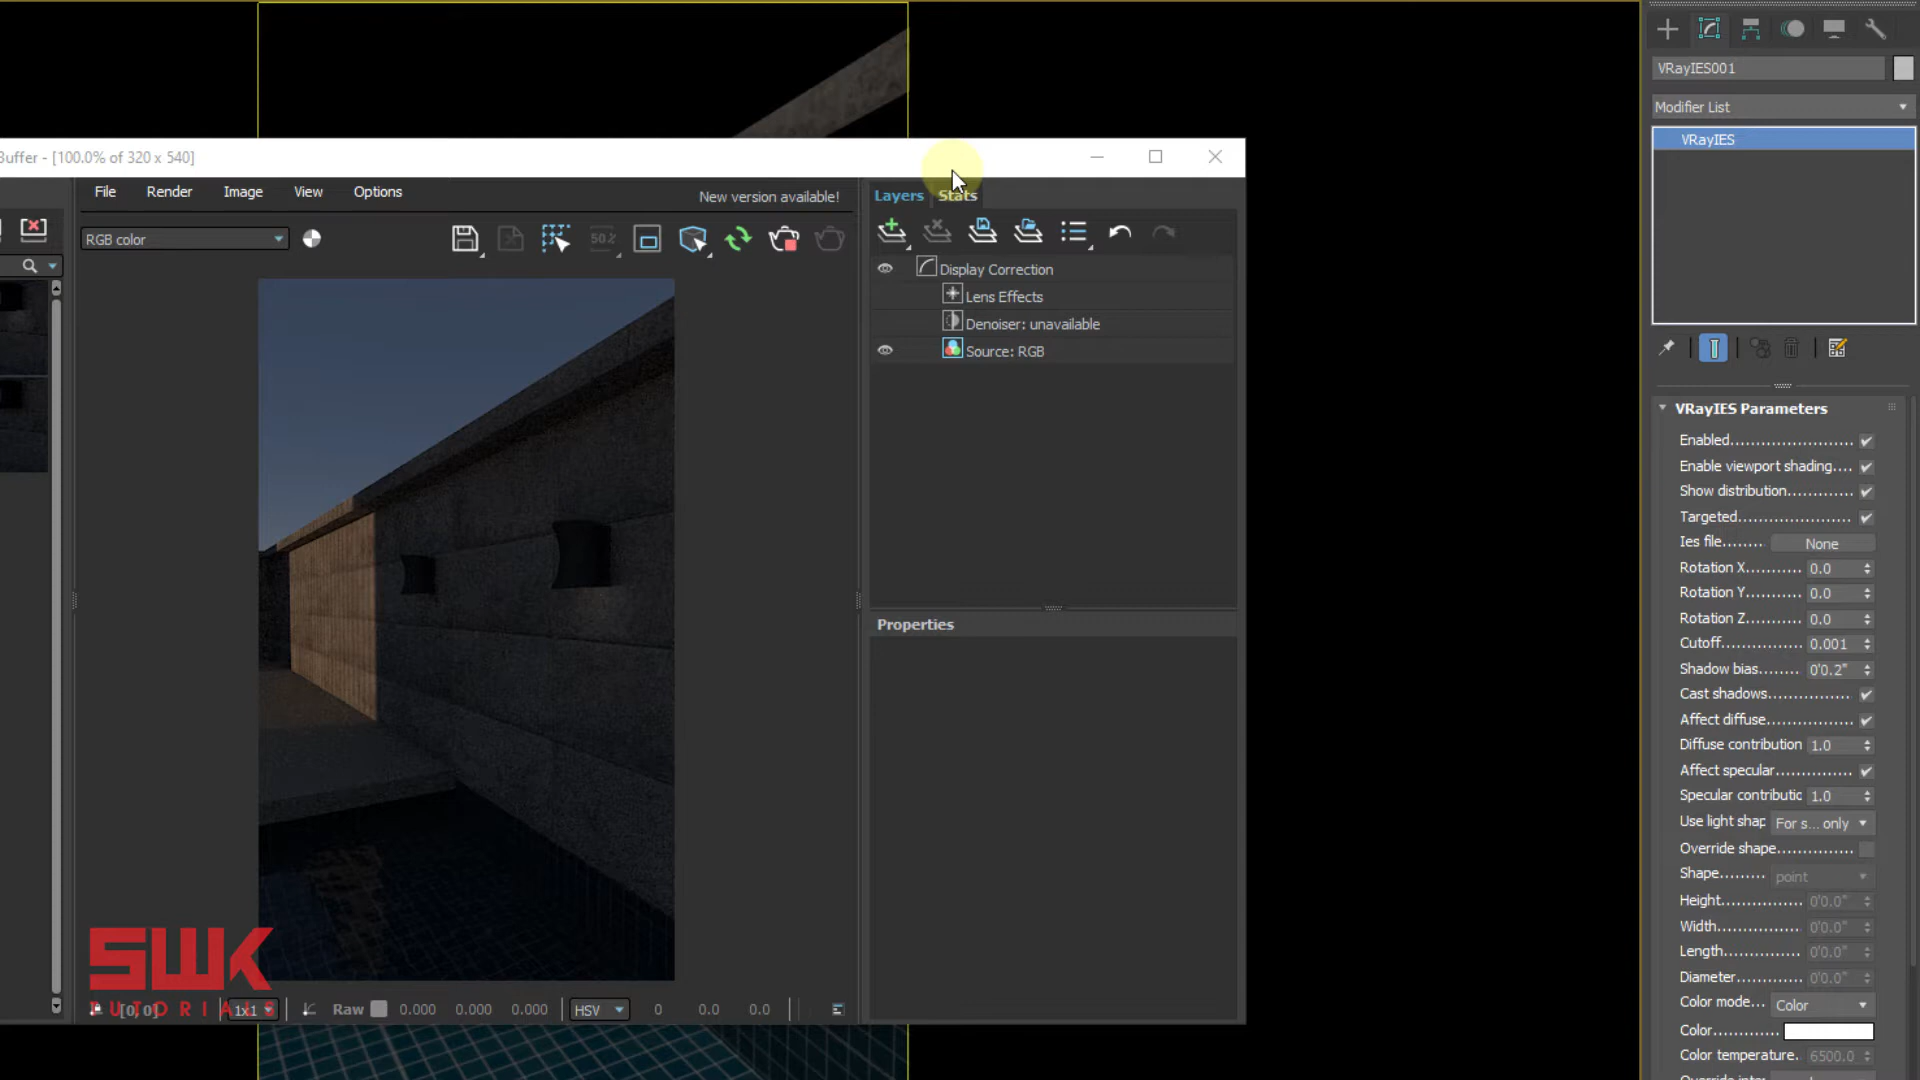 VRayIES001
Modifier List
VRayIES
Buffer - [100.0% of 320 x 540]
File Render Image View Options
New version available!
Layers Stats
RGB color
50%
Display Correction
Lens Effects
Denoiser: unavailable
Source: RGB
Properties
VRayIES Parameters
Enabled
Enable viewport shading....
Show distribution
Targeted
Ies file........ None
Rotation X........... 0.0
Rotation Y........... 0.0
Rotation Z........... 0.0
Cutoff 0.001
Shadow bias....... 0'0.2"
Cast shadows
Affect diffuse
Diffuse contribution 1.0
Affect specular
Specular contributic 1.0
Use light shap For s... only
Override shape
Shape......... point
Height 0'0.0"
Width 0'0.0"
Length 0'0.0"
Diameter 0'0.0"
Color mode... Color
Color
Color temperature. 6500.0
SWK
TUTORIALS
[0, 0] 1x1 Raw 0.000 0.000 0.000 HSV 0 0.0 0.0